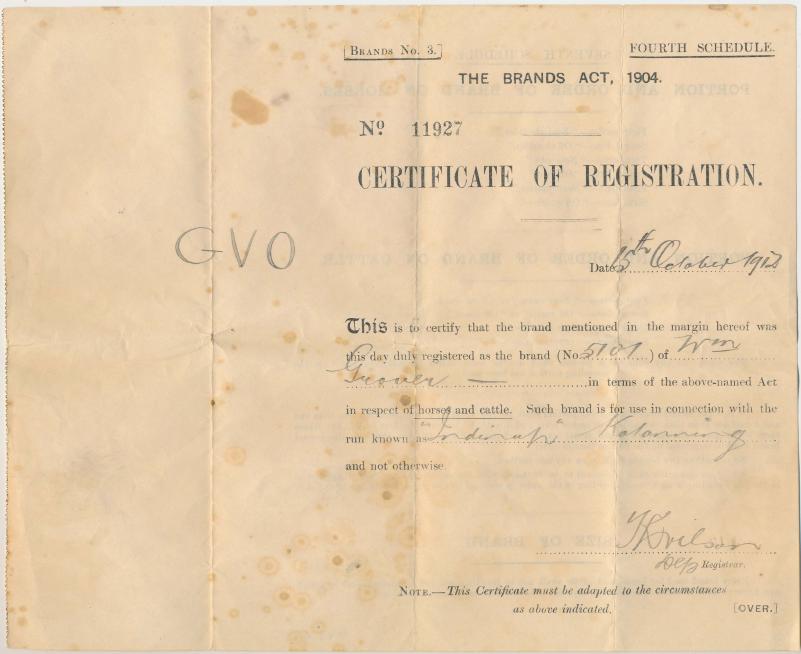 [BRANDS No. 3.]
FOURTH SCHEDULE.
THE BRANDS ACT, 1904.
No 11927
CERTIFICATE OF REGISTRATION.
GVO
Date 15th October 191
This is to certify that the brand mentioned in the margin hereof was
this day duly registered as the brand (No. 5101) of Wm
Grover — in terms of the above-named Act
in respect of horses and cattle. Such brand is for use in connection with the
run known as Katanning
and not otherwise.
Wilson
Dep Registrar.
NOTE.—This Certificate must be adapted to the circumstances
as above indicated.
[OVER.]